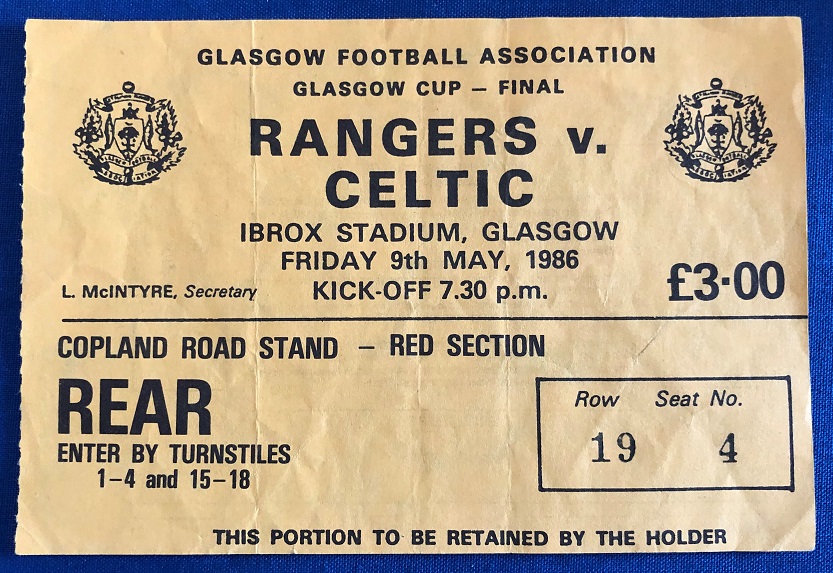 GLASGOW FOOTBALL ASSOCIATION
GLASGOW CUP – FINAL
RANGERS v.
CELTIC
IBROX STADIUM, GLASGOW
FRIDAY 9th MAY, 1986
L. McINTYRE, Secretary
KICK-OFF 7.30 p.m.
£3·00
COPLAND ROAD STAND – RED SECTION
REAR
ENTER BY TURNSTILES
1–4 and 15–18
Row Seat No.
19 4
THIS PORTION TO BE RETAINED BY THE HOLDER